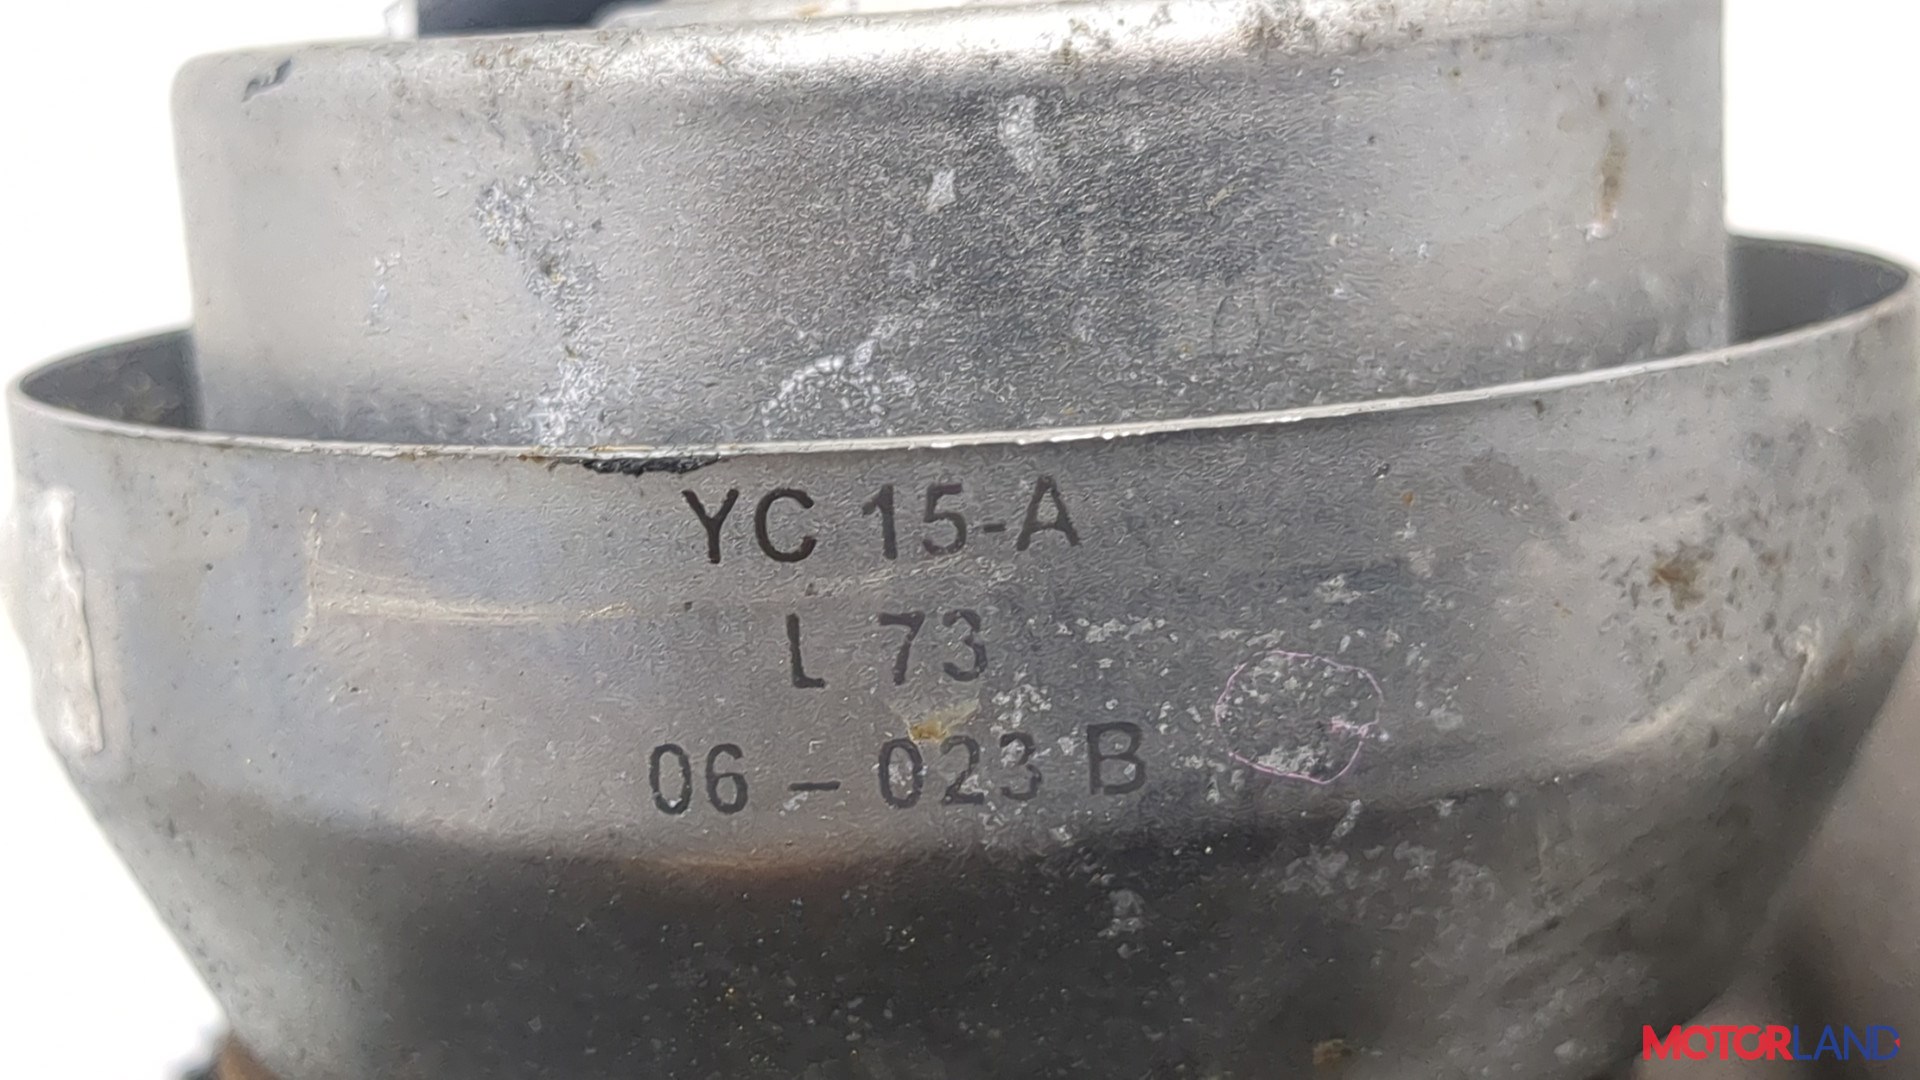 YC 15-A
L 73
06 - 023 B
MOTORLAND